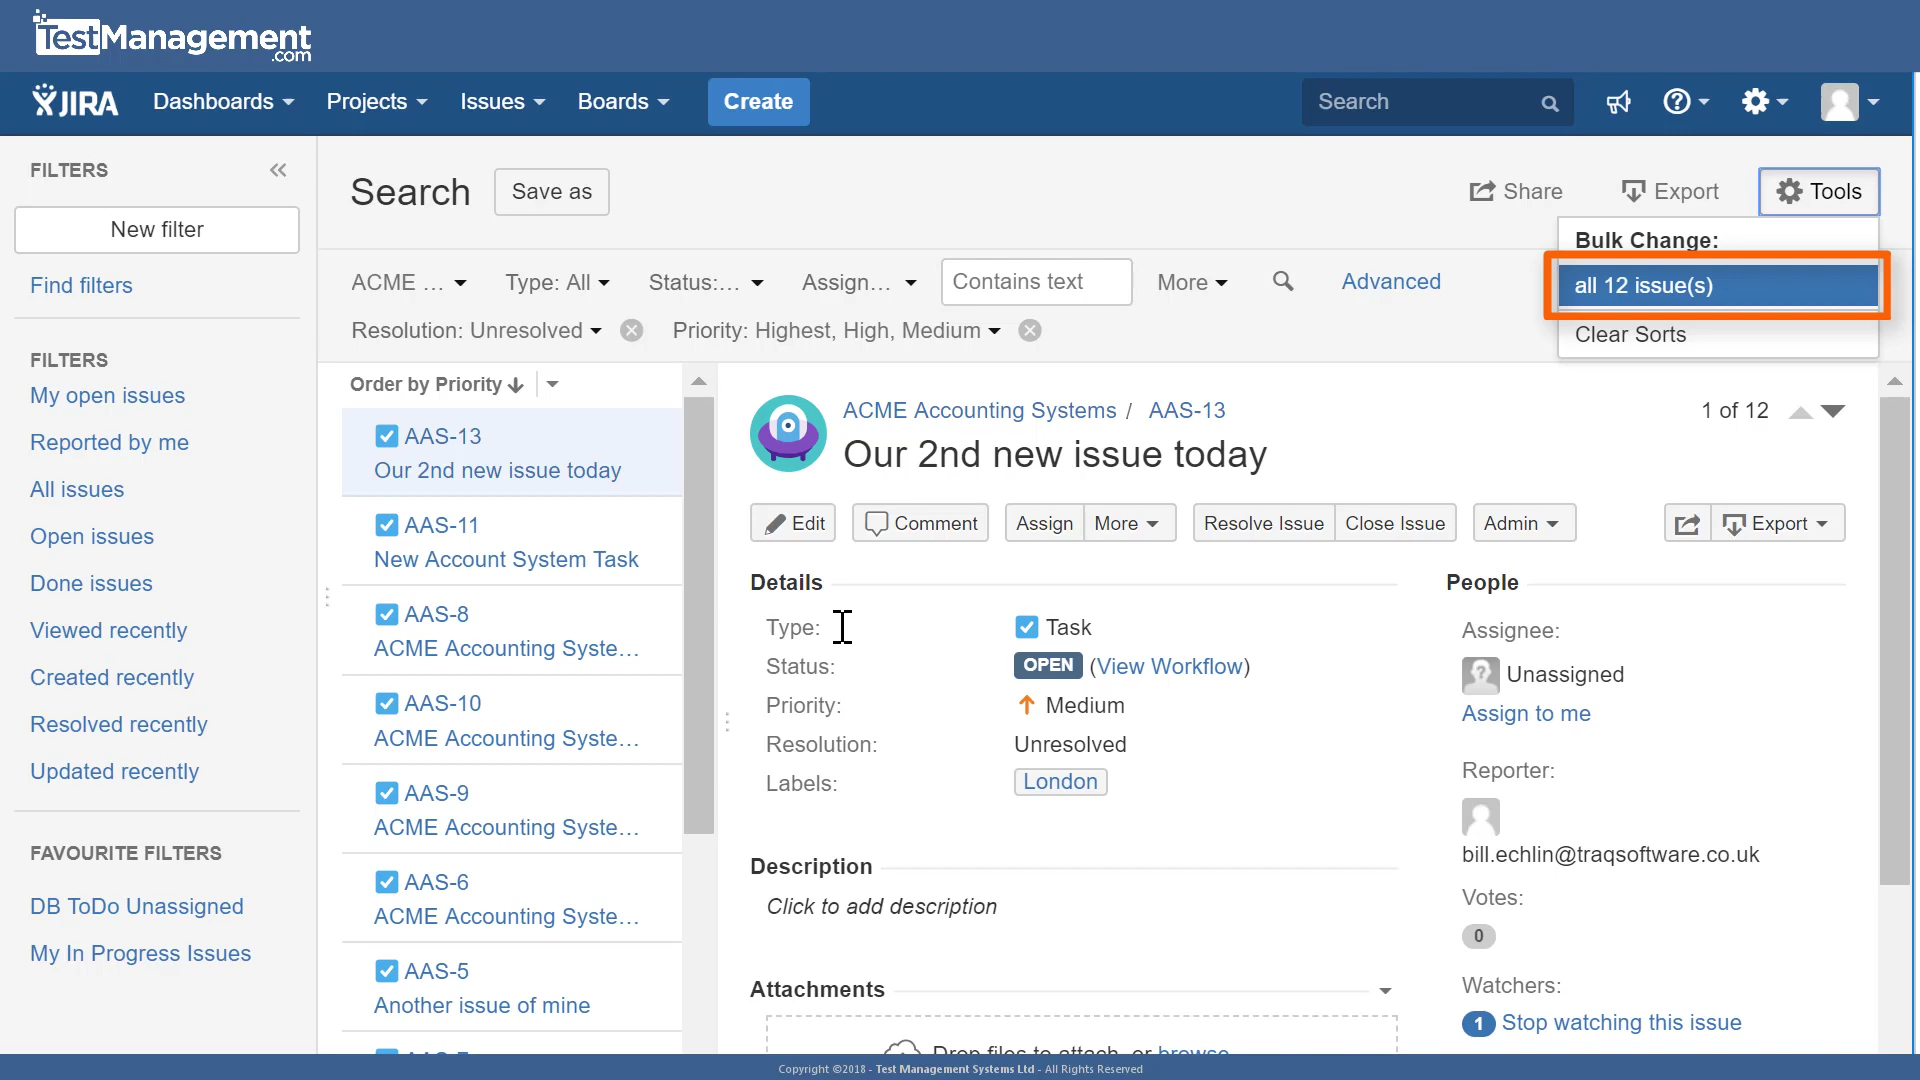 TestManagement
.com
JIRA Dashboards Projects Issues Boards Create Search
FILTERS
New filter
Find filters
FILTERS
My open issues
Reported by me
All issues
Open issues
Done issues
Viewed recently
Created recently
Resolved recently
Updated recently
FAVOURITE FILTERS
DB ToDo Unassigned
My In Progress Issues
Search Save as Share Export Tools
Bulk Change:
all 12 issue(s)
Clear Sorts
ACME ... Type: All Status:... Assign... Contains text More Advanced
Resolution: Unresolved Priority: Highest, High, Medium
Order by Priority
AAS-13
Our 2nd new issue today
AAS-11
New Account System Task
AAS-8
ACME Accounting Syste...
AAS-10
ACME Accounting Syste...
AAS-9
ACME Accounting Syste...
AAS-6
ACME Accounting Syste...
AAS-5
Another issue of mine
ACME Accounting Systems / AAS-13 1 of 12
Our 2nd new issue today
Edit Comment Assign More Resolve Issue Close Issue Admin Export
Details
Type: Task
Status: OPEN (View Workflow)
Priority: Medium
Resolution: Unresolved
Labels: London
Description
Click to add description
Attachments
Drop files to attach, or browse
People
Assignee:
Unassigned
Assign to me
Reporter:
bill.echlin@traqsoftware.co.uk
Votes:
0
Watchers:
1 Stop watching this issue
Copyright ©2018 - Test Management Systems Ltd - All Rights Reserved